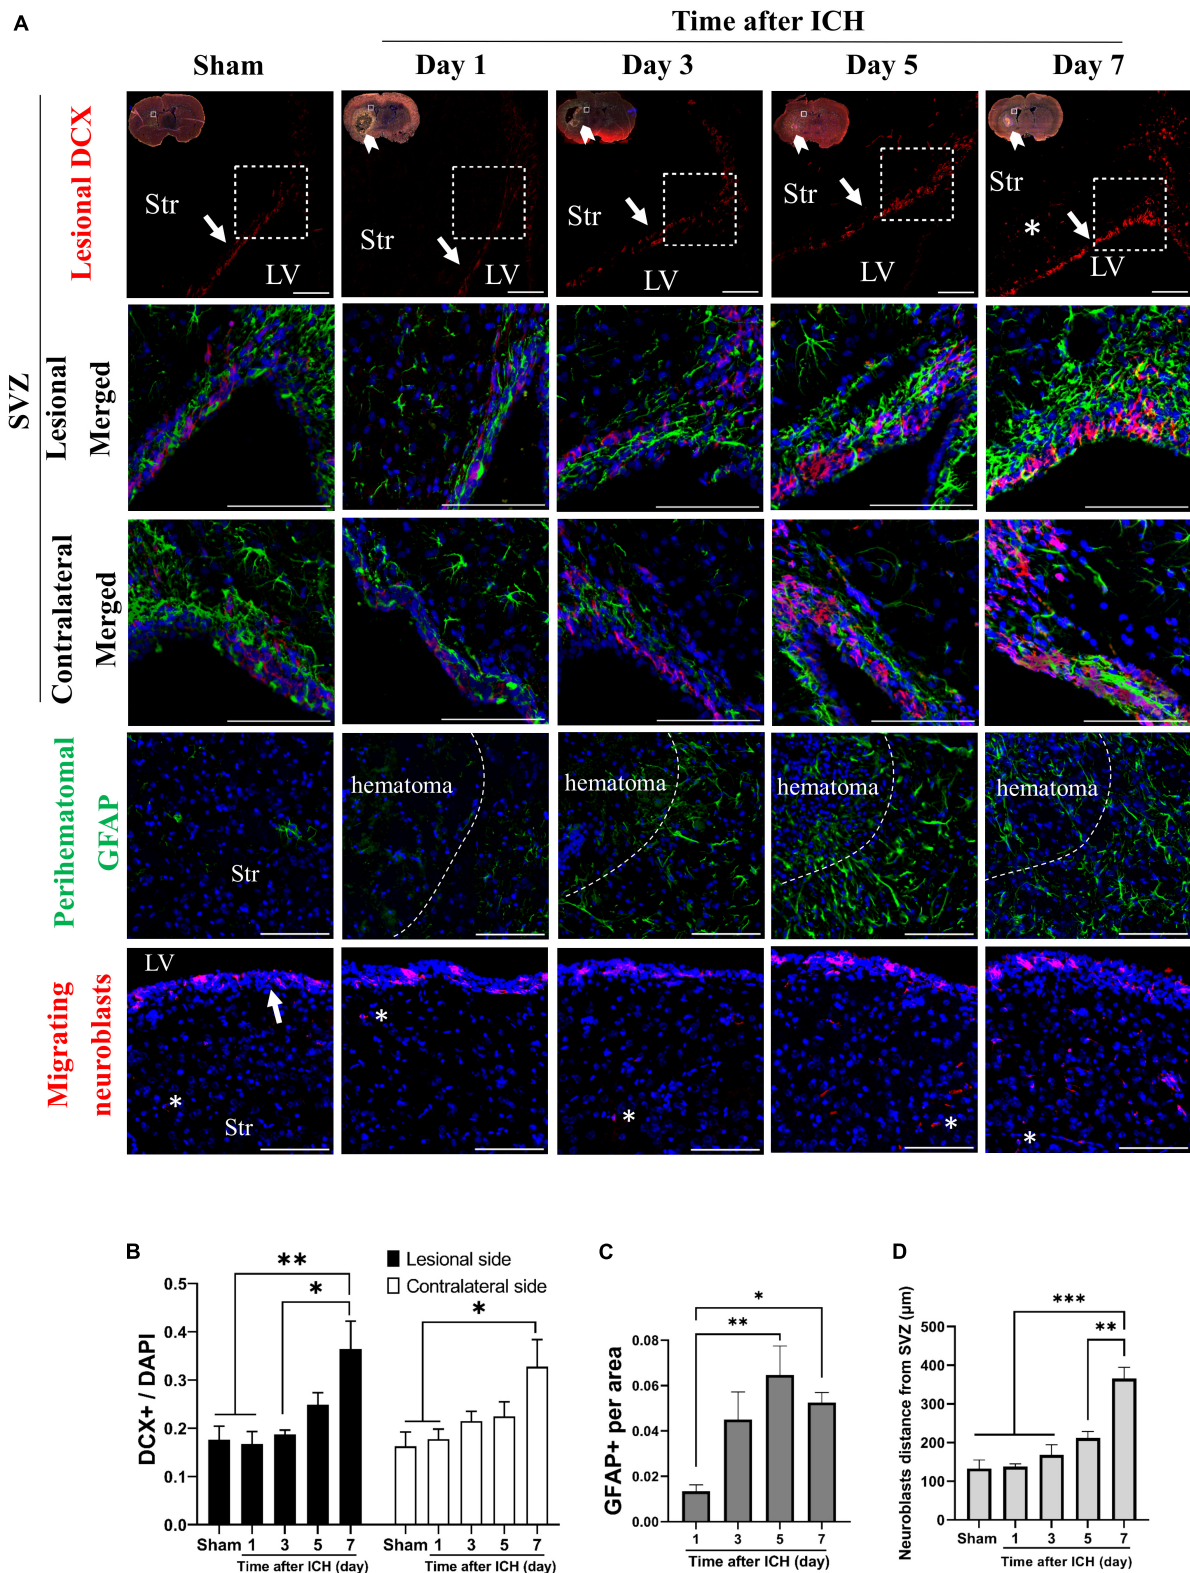 A
Time after ICH
Sham
Day 1
Day 3
Day 5
Day 7
SVZ
Lesional DCX
Str
LV
Str
LV
Str
LV
Str
LV
Str
*
LV
Lesional
Merged
Contralateral
Merged
Perihematomal
GFAP
Str
hematoma
hematoma
hematoma
hematoma
Migrating
neuroblasts
LV
*
Str
*
*
*
*
B
Lesional side
Contralateral side
**
*
*
DCX+ / DAPI
0.5
0.4
0.3
0.2
0.1
0.0
Sham 1 3 5 7 Sham 1 3 5 7
Time after ICH (day) Time after ICH (day)
C
*
**
GFAP+ per area
0.08
0.06
0.04
0.02
0.00
1 3 5 7
Time after ICH (day)
D
***
**
Neuroblasts distance from SVZ (µm)
500
400
300
200
100
0
Sham 1 3 5 7
Time after ICH (day)